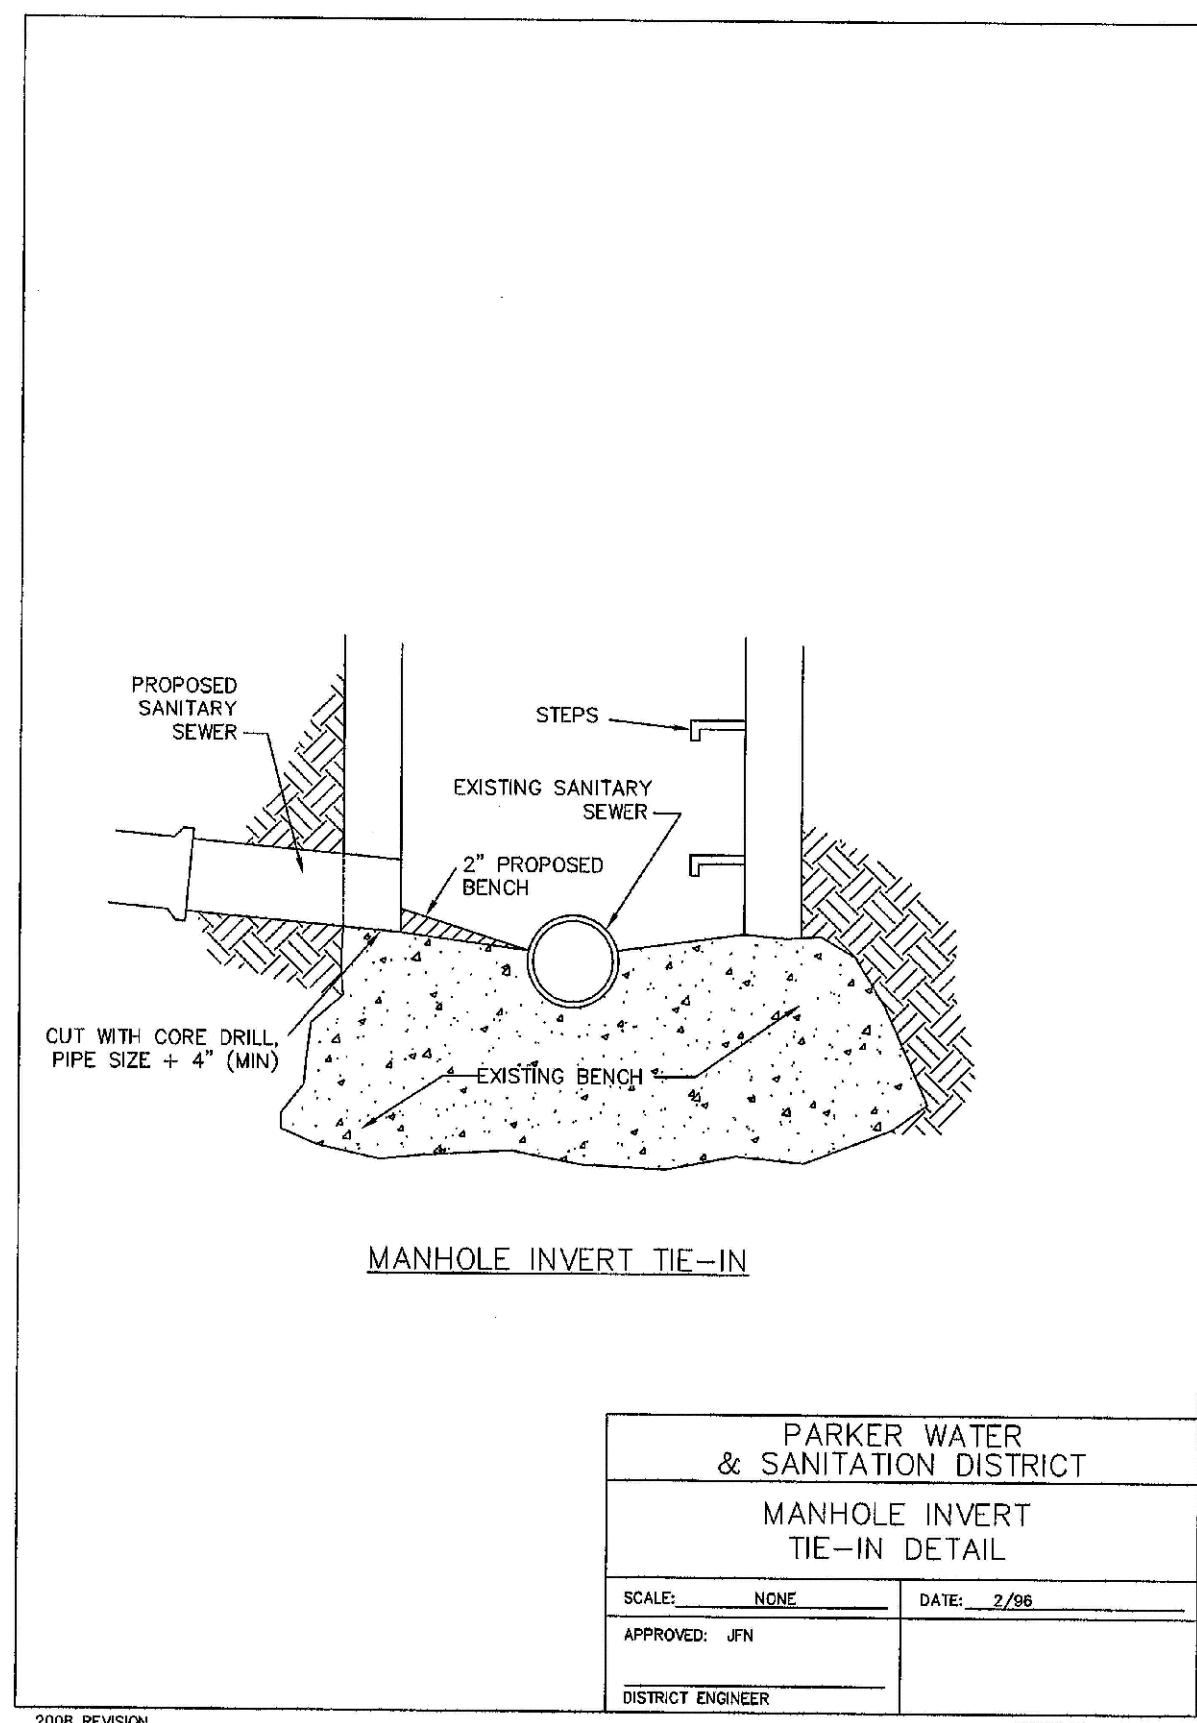 PROPOSED
SANITARY
SEWER
STEPS
EXISTING SANITARY
SEWER
2" PROPOSED
BENCH
CUT WITH CORE DRILL,
PIPE SIZE + 4" (MIN)
EXISTING BENCH
MANHOLE INVERT TIE-IN
PARKER WATER
& SANITATION DISTRICT
MANHOLE INVERT
TIE-IN DETAIL
SCALE: NONE
DATE: 2/96
APPROVED: JFN
DISTRICT ENGINEER
REVISION